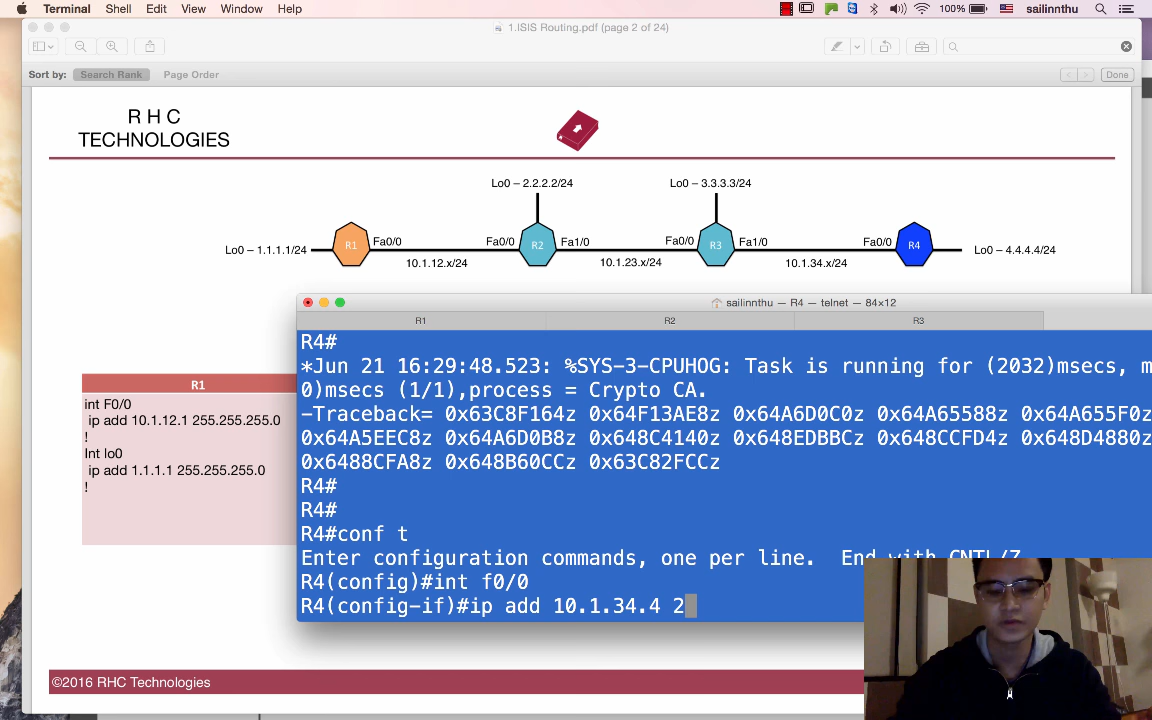 Terminal Shell Edit View Window Help 100% sailinnthu
1.ISIS Routing.pdf (page 2 of 24)
Sort by: Search Rank Page Order Done
R H C
TECHNOLOGIES
Lo0 – 2.2.2.2/24 Lo0 – 3.3.3.3/24
Lo0 – 1.1.1.1/24 R1 Fa0/0 Fa0/0 R2 Fa1/0 Fa0/0 R3 Fa1/0 Fa0/0 R4 Lo0 – 4.4.4.4/24
10.1.12.x/24 10.1.23.x/24 10.1.34.x/24
sailinnthu — R4 — telnet — 84×12
R1 R2 R3
R4#
*Jun 21 16:29:48.523: %SYS-3-CPUHOG: Task is running for (2032)msecs, m
0)msecs (1/1),process = Crypto CA.
-Traceback= 0x63C8F164z 0x64F13AE8z 0x64A6D0C0z 0x64A65588z 0x64A655F0z
0x64A5EEC8z 0x64A6D0B8z 0x648C4140z 0x648EDBBCz 0x648CCFD4z 0x648D4880z
0x6488CFA8z 0x648B60CCz 0x63C82FCCz
R4#
R4#
R4#conf t
Enter configuration commands, one per line. End with CNTL/Z
R4(config)#int f0/0
R4(config-if)#ip add 10.1.34.4 2
R1
int F0/0
ip add 10.1.12.1 255.255.255.0
!
Int lo0
ip add 1.1.1.1 255.255.255.0
!
©2016 RHC Technologies